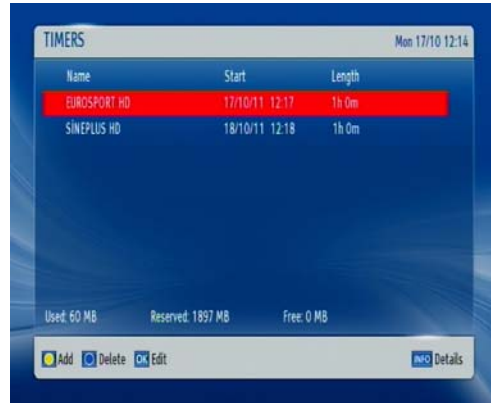 TIMERS Mon 17/10 12:14
Name Start Length
EUROSPORT HD 17/10/11 12:17 1h 0m
SİNEPLUS HD 18/10/11 12:18 1h 0m
Used: 60 MB Reserved: 1897 MB Free: 0 MB
Add Delete OK Edit INFO Details